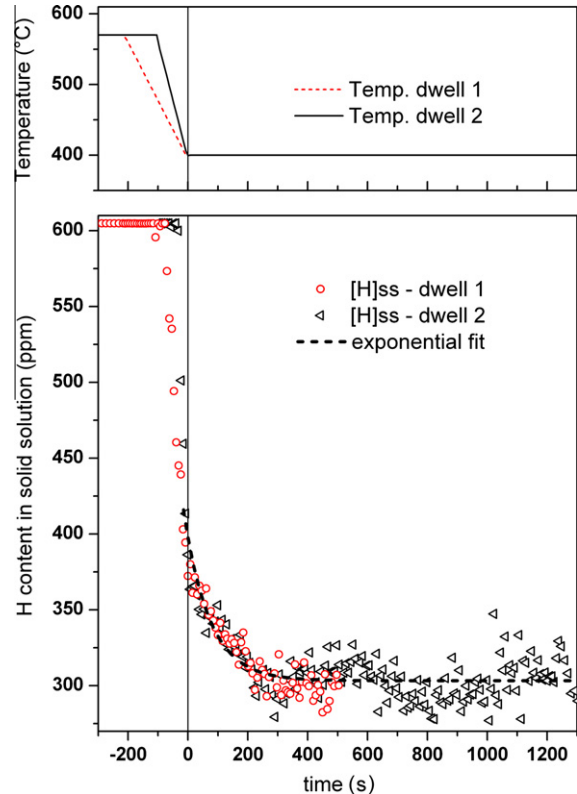 600
500
400
Temperature (°C)
Temp. dwell 1
Temp. dwell 2
600
550
500
450
400
350
300
H content in solid solution (ppm)
[H]ss - dwell 1
[H]ss - dwell 2
exponential fit
-200 0 200 400 600 800 1000 1200
time (s)